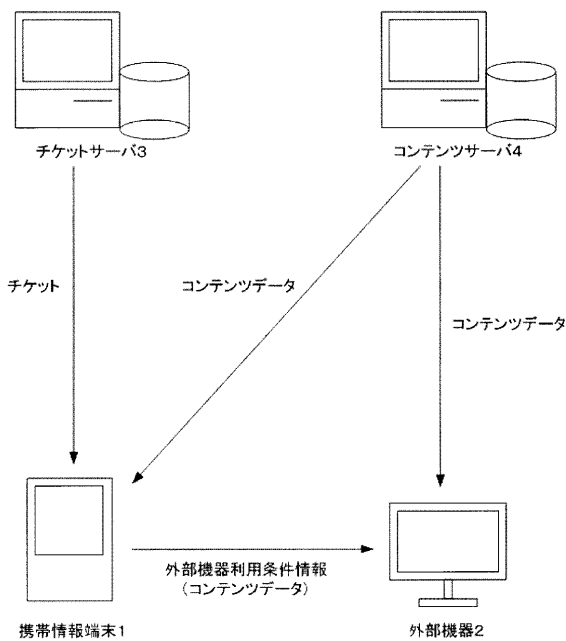 チケットサーバ3
コンテンツサーバ4
チケット
コンテンツデータ
コンテンツデータ
外部機器利用条件情報
(コンテンツデータ)
携帯情報端末1
外部機器2